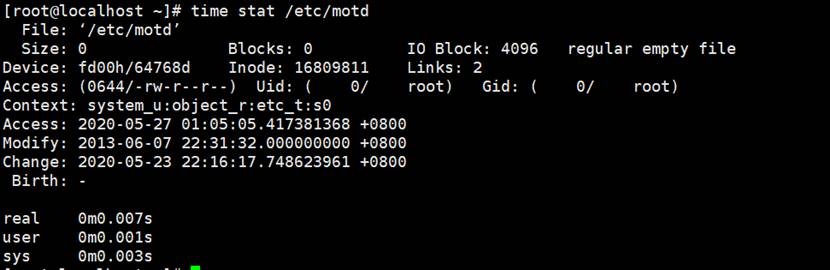 [root@localhost ~]# time stat /etc/motd
  File: ‘/etc/motd’
  Size: 0               Blocks: 0          IO Block: 4096   regular empty file
Device: fd00h/64768d    Inode: 16809811    Links: 2
Access: (0644/-rw-r--r--)  Uid: (    0/    root)   Gid: (    0/    root)
Context: system_u:object_r:etc_t:s0
Access: 2020-05-27 01:05:05.417381368 +0800
Modify: 2013-06-07 22:31:32.000000000 +0800
Change: 2020-05-23 22:16:17.748623961 +0800
 Birth: -

real    0m0.007s
user    0m0.001s
sys     0m0.003s